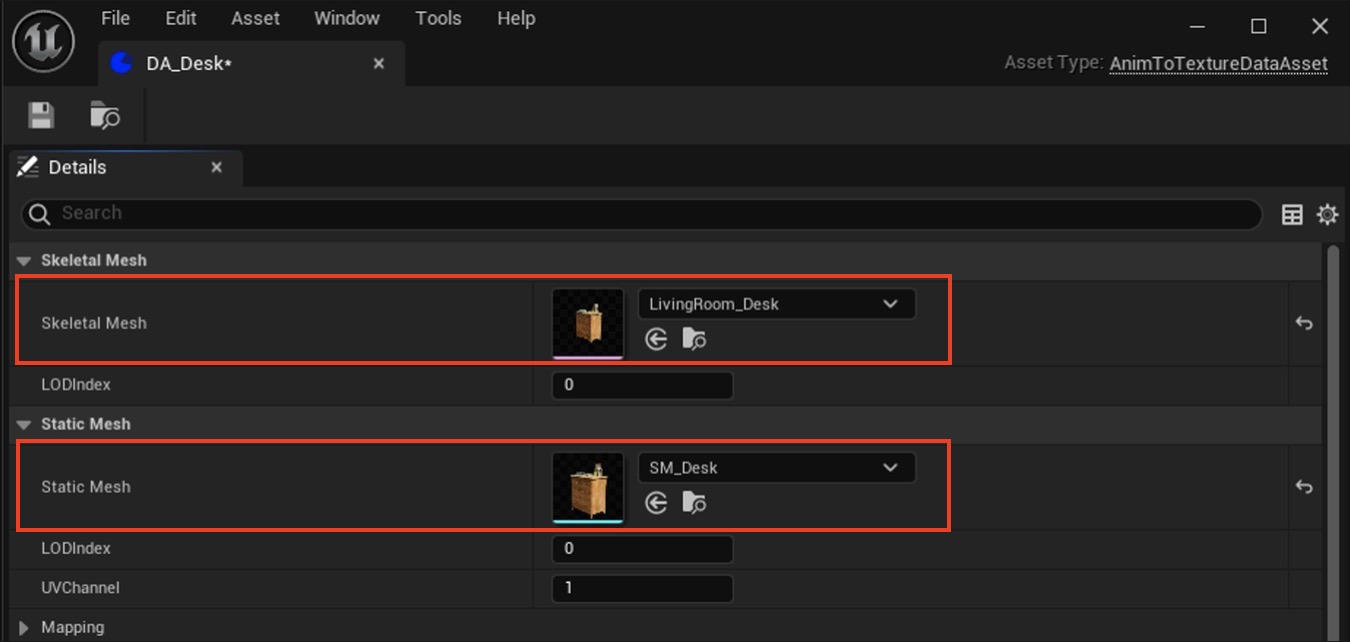 File Edit Asset Window Tools Help
DA_Desk*
Asset Type: AnimToTextureDataAsset
Details
Search
Skeletal Mesh
Skeletal Mesh
LivingRoom_Desk
LODIndex 0
Static Mesh
Static Mesh
SM_Desk
LODIndex 0
UVChannel 1
Mapping